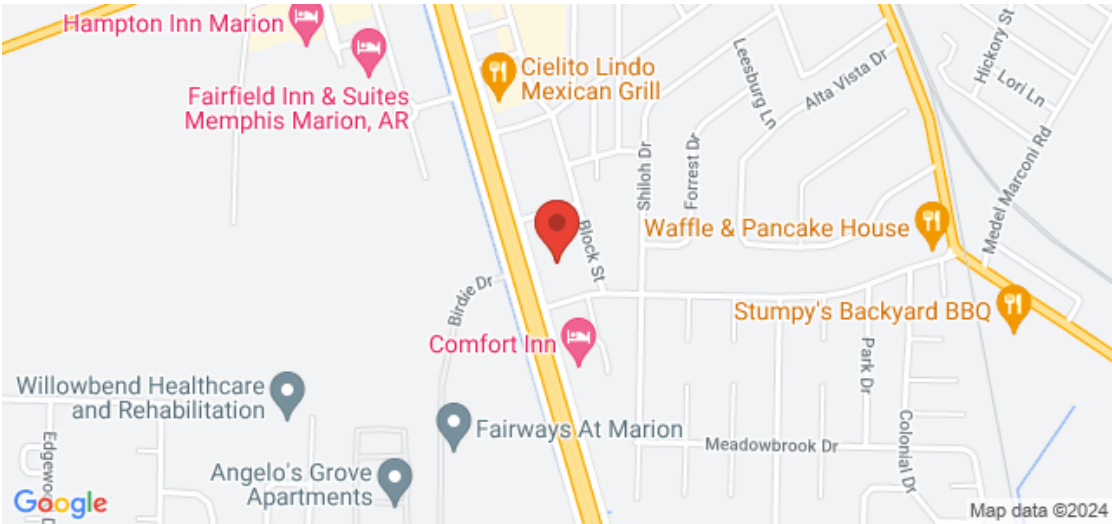 Hampton Inn Marion
Fairfield Inn & Suites
Memphis Marion, AR
Cielito Lindo
Mexican Grill
Leesburg Ln
Alta Vista Dr
Hickory St
Lori Ln
Medel Marconi Rd
Shiloh Dr
Forrest Dr
Block St
Waffle & Pancake House
Birdie Dr
Stumpy's Backyard BBQ
Comfort Inn
Park Dr
Willowbend Healthcare
and Rehabilitation
Fairways At Marion
Meadowbrook Dr
Colonial Dr
Angelo's Grove
Apartments
Google
Map data ©2024